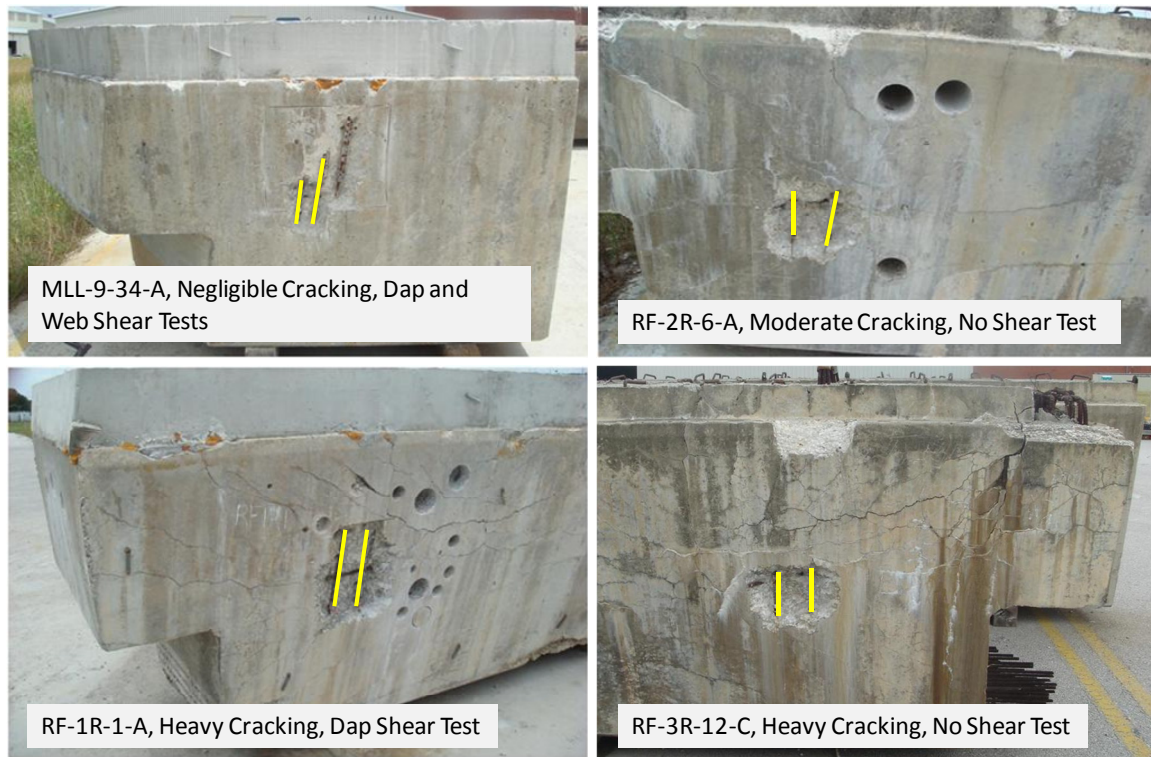 MLL-9-34-A, Negligible Cracking, Dap and
Web Shear Tests
RF-2R-6-A, Moderate Cracking, No Shear Test
RF-1R-1-A, Heavy Cracking, Dap Shear Test
RF-3R-12-C, Heavy Cracking, No Shear Test